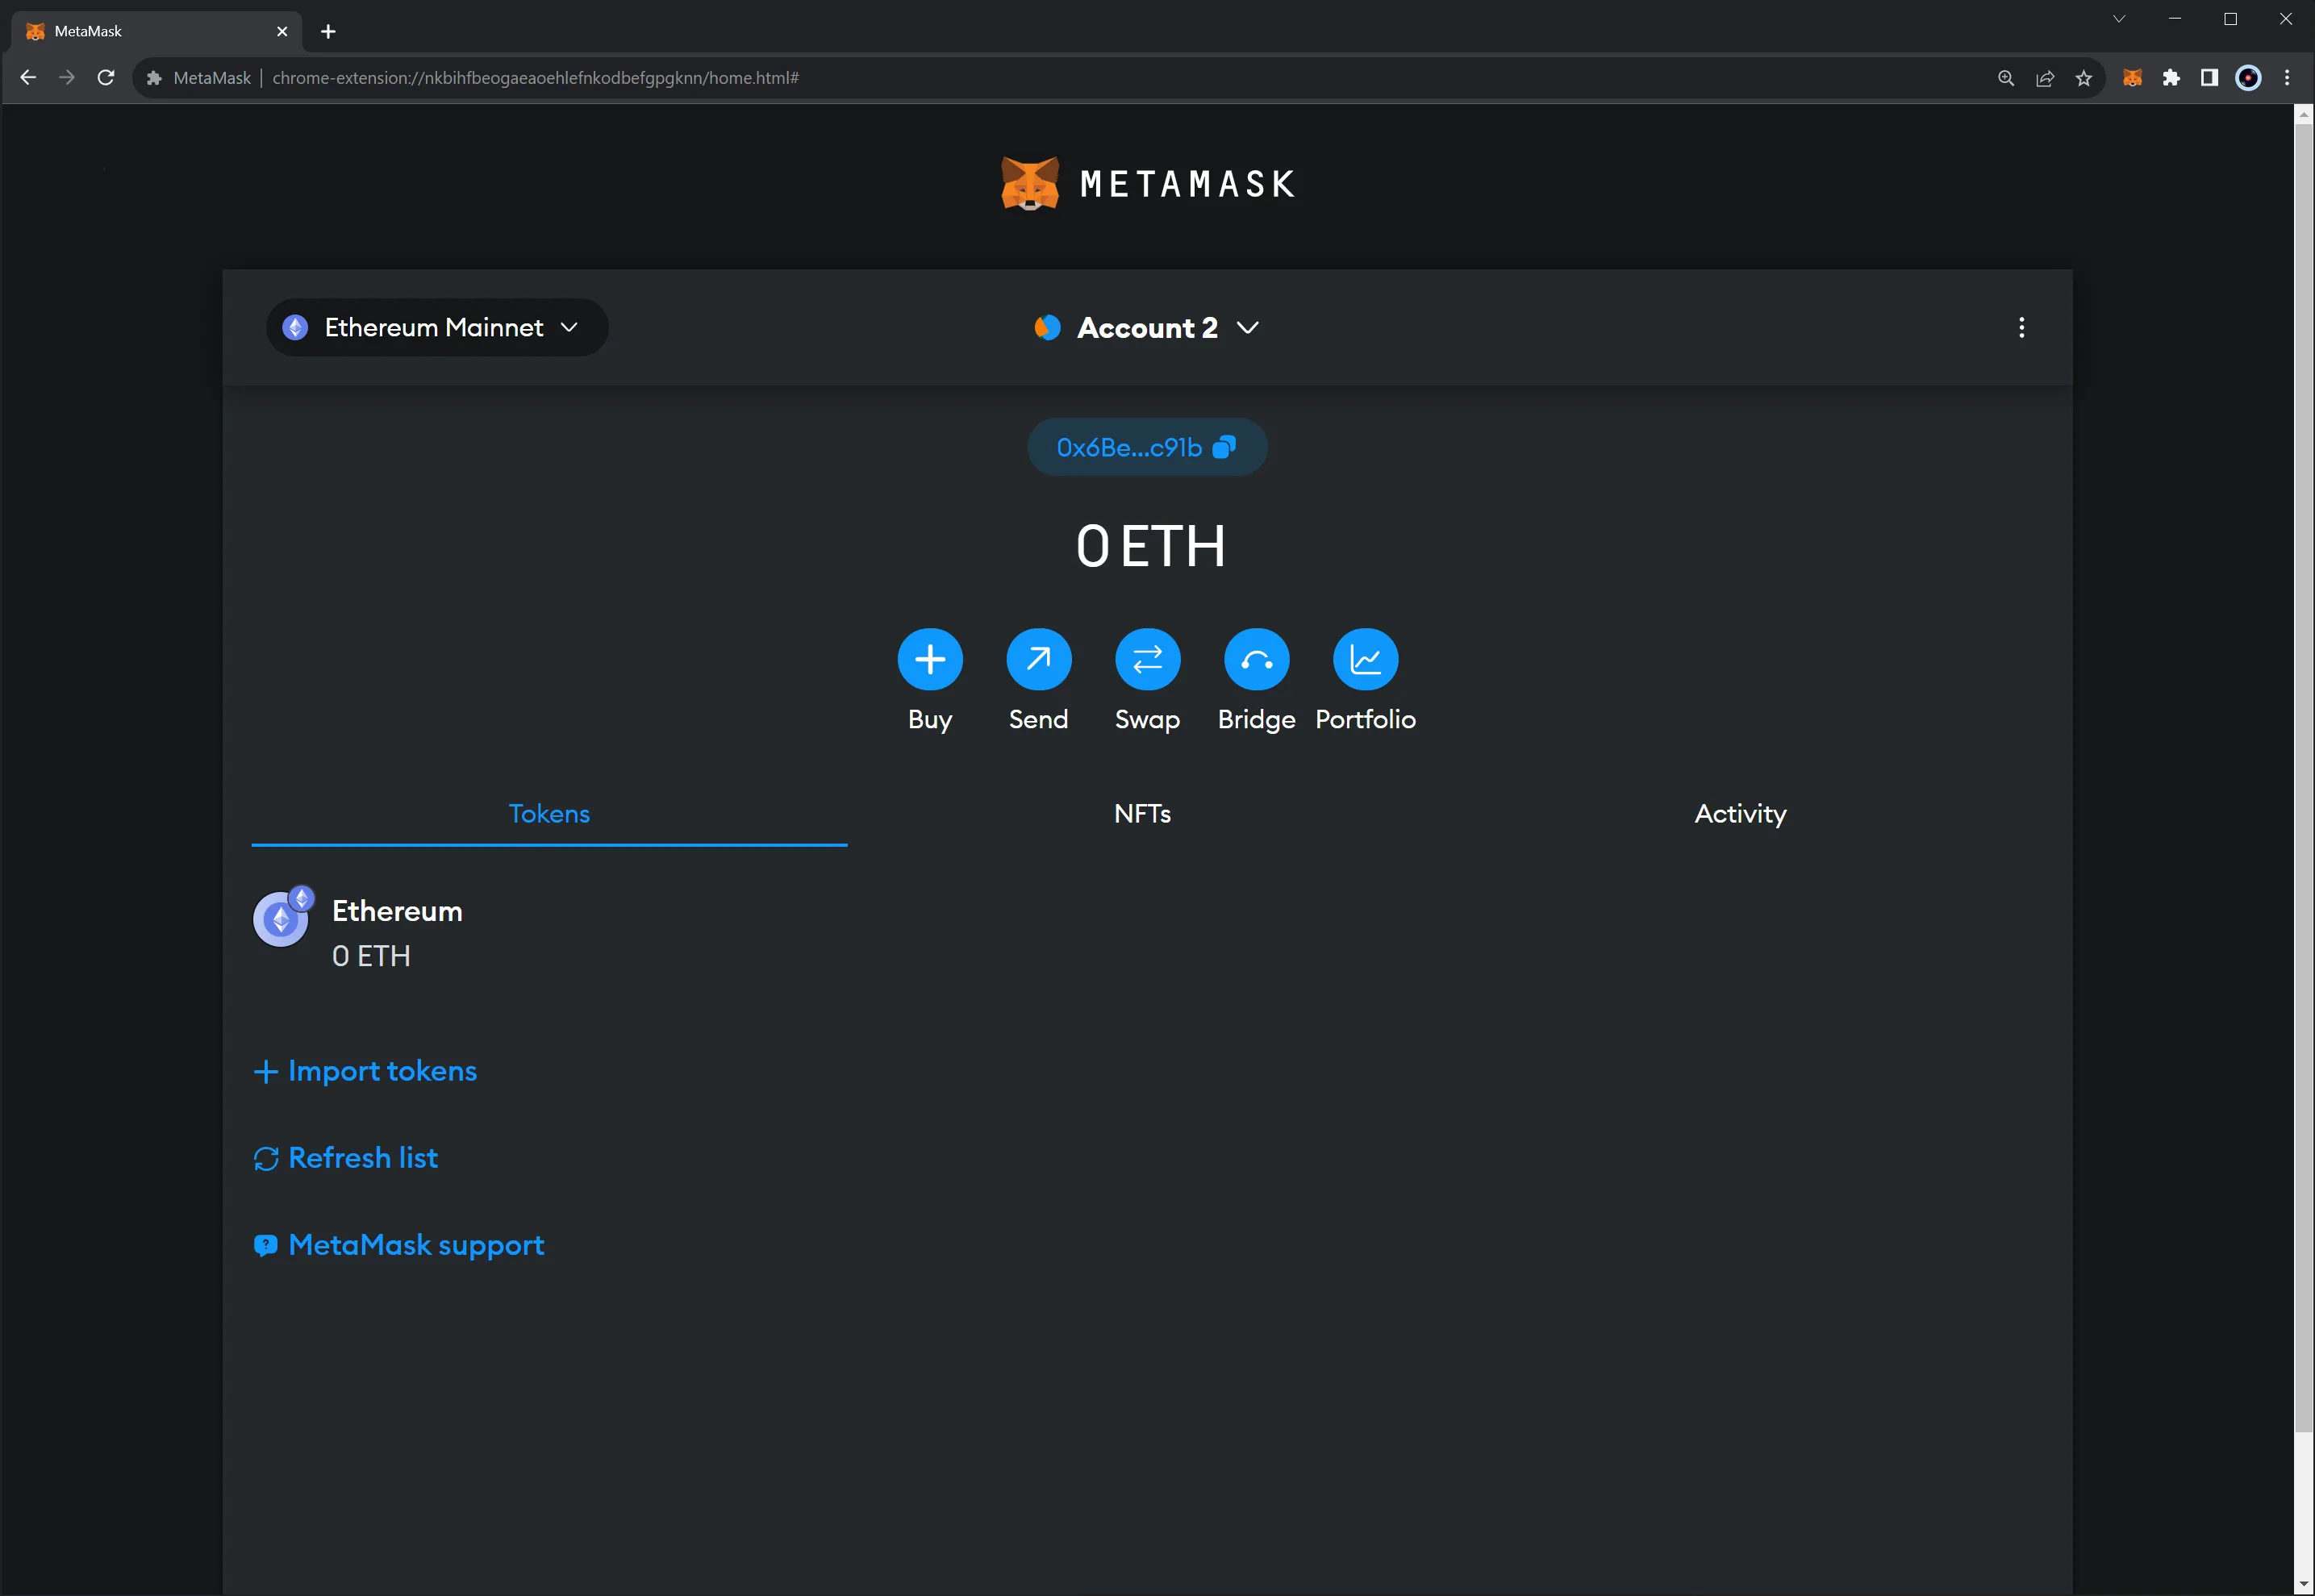 MetaMask
MetaMask | chrome-extension://nkbihfbeogaeaoehlefnkodbefgpgknn/home.html#
METAMASK
Ethereum Mainnet
Account 2
0x6Be...c91b
0 ETH
Buy Send Swap Bridge Portfolio
Tokens NFTs Activity
Ethereum
0 ETH
Import tokens
Refresh list
MetaMask support